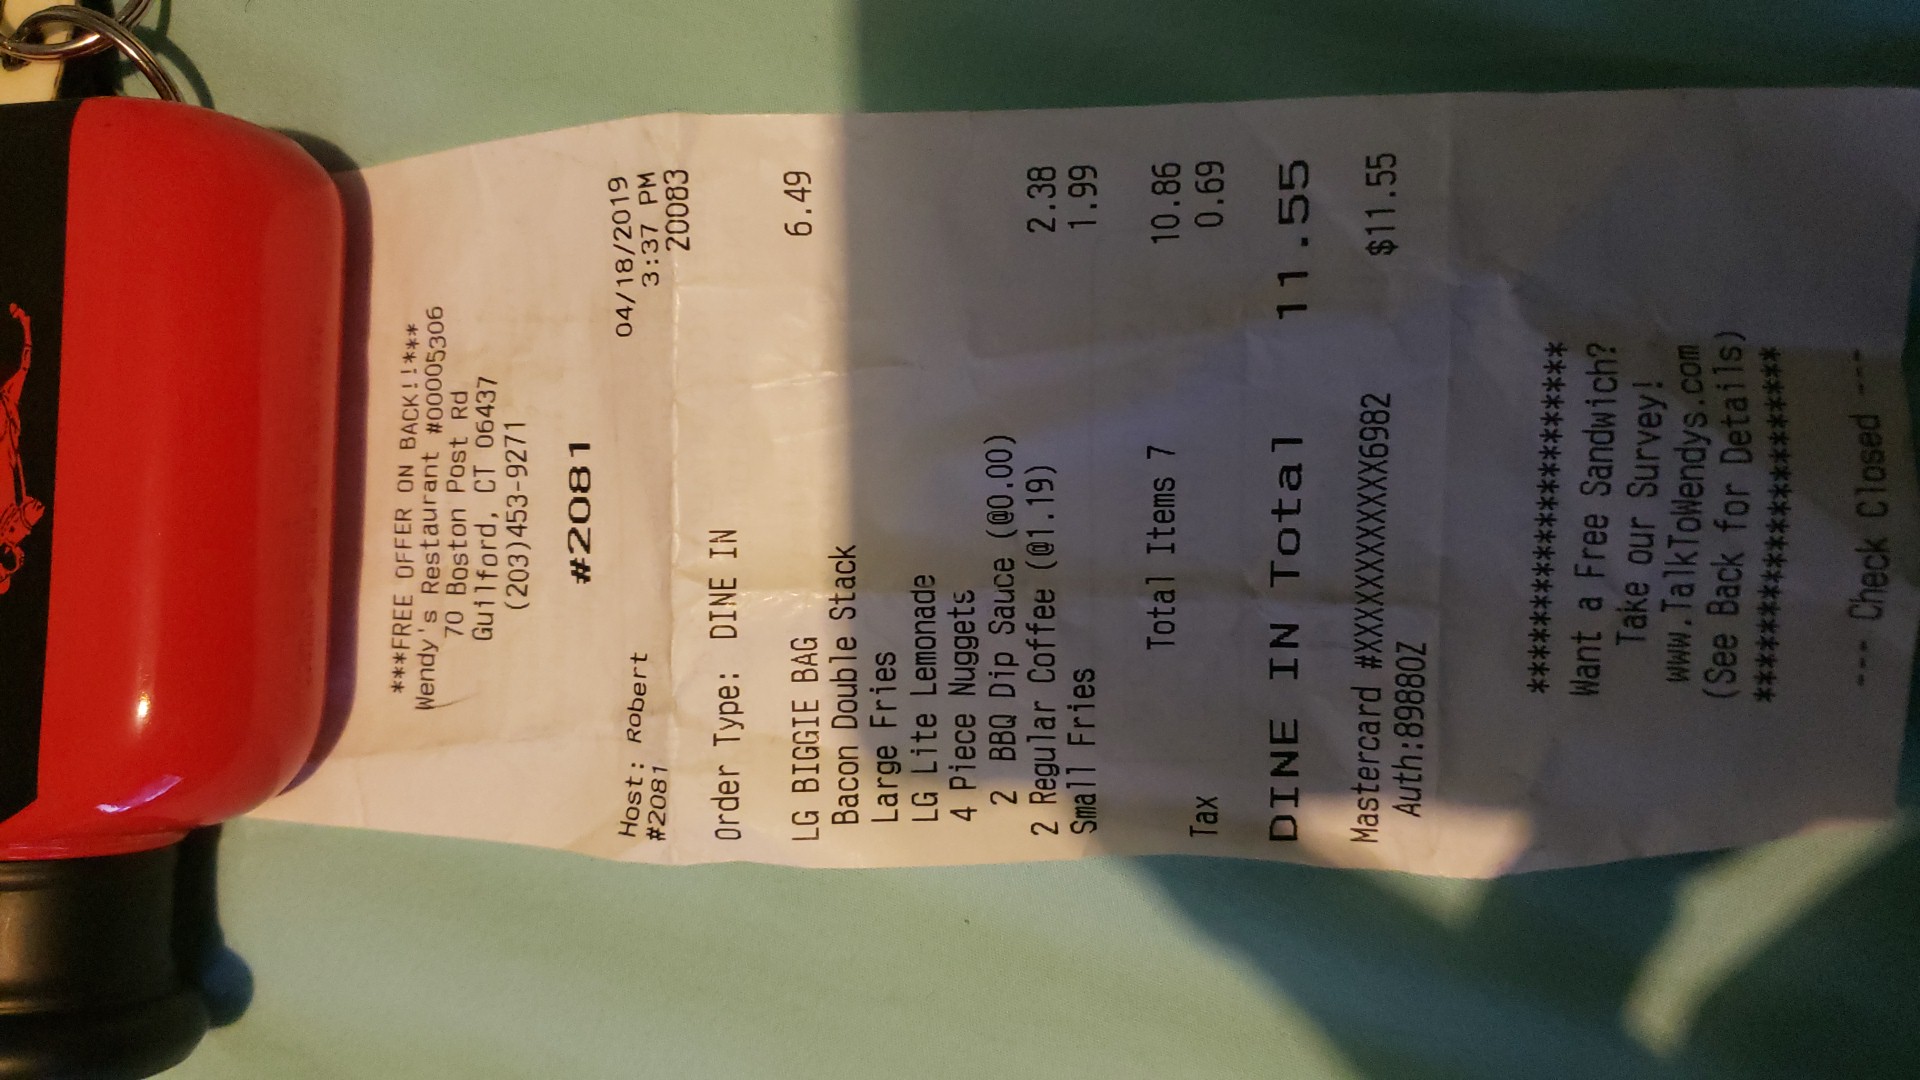 ***FREE OFFER ON BACK!!***
Wendy's Restaurant #00005306
70 Boston Post Rd
Guilford, CT 06437
(203)453-9271
#2081
Host: Robert 04/18/2019
#2081 3:37 PM
20083
Order Type: DINE IN
LG BIGGIE BAG 6.49
Bacon Double Stack
Large Fries
LG Lite Lemonade
4 Piece Nuggets
2 BBQ Dip Sauce (@0.00)
2 Regular Coffee (@1.19) 2.38
Small Fries 1.99
Total Items 7 10.86
Tax 0.69
DINE IN Total 11.55
Mastercard #XXXXXXXXXXXX6982 $11.55
Auth:89880Z
****************************
Want a Free Sandwich?
Take our Survey!
www.TalkToWendys.com
(See Back for Details)
****************************
--- Check Closed ---